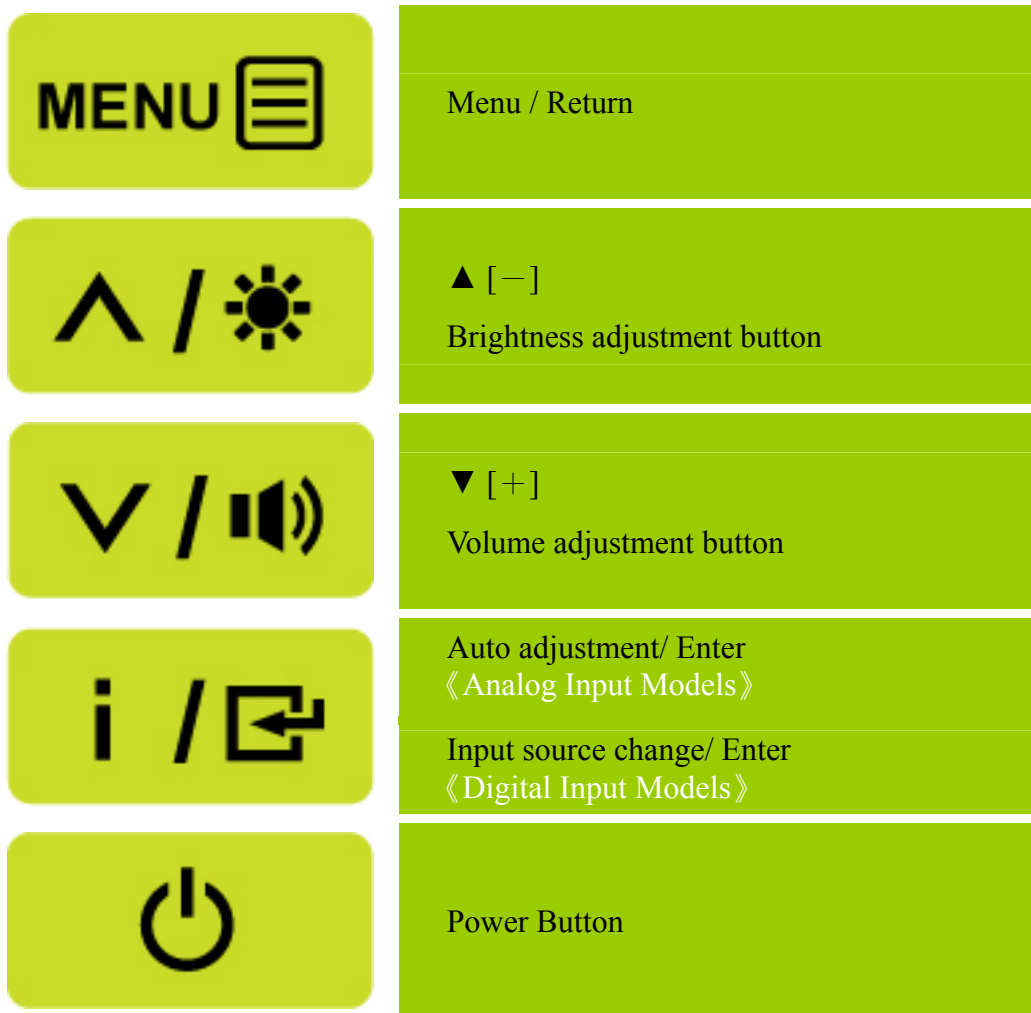 MENU
Menu / Return
/
▲ [－]
Brightness adjustment button
/
▼ [＋]
Volume adjustment button
i /
Auto adjustment/ Enter
《Analog Input Models》
Input source change/ Enter
《Digital Input Models》
Power Button